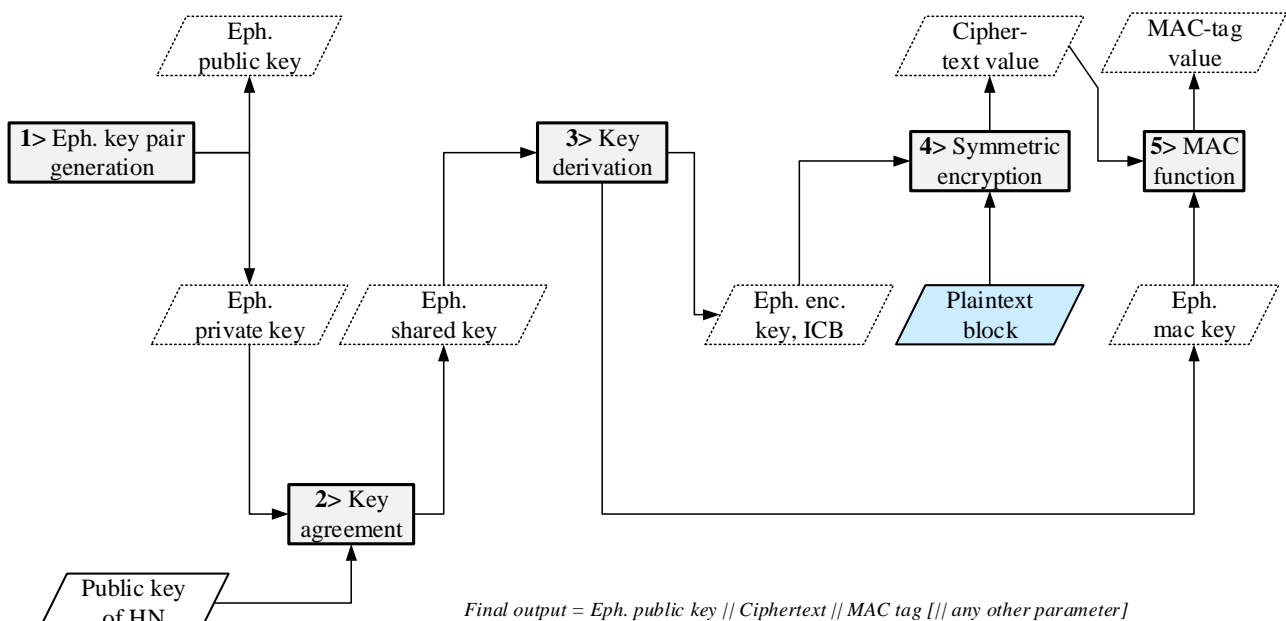 Eph.
public key
Cipher-
text value
MAC-tag
value
1> Eph. key pair
generation
3> Key
derivation
4> Symmetric
encryption
5> MAC
function
Eph.
private key
Eph.
shared key
Eph. enc.
key, ICB
Plaintext
block
Eph.
mac key
2> Key
agreement
Public key
of HN
Final output = Eph. public key || Ciphertext || MAC tag [|| any other parameter]